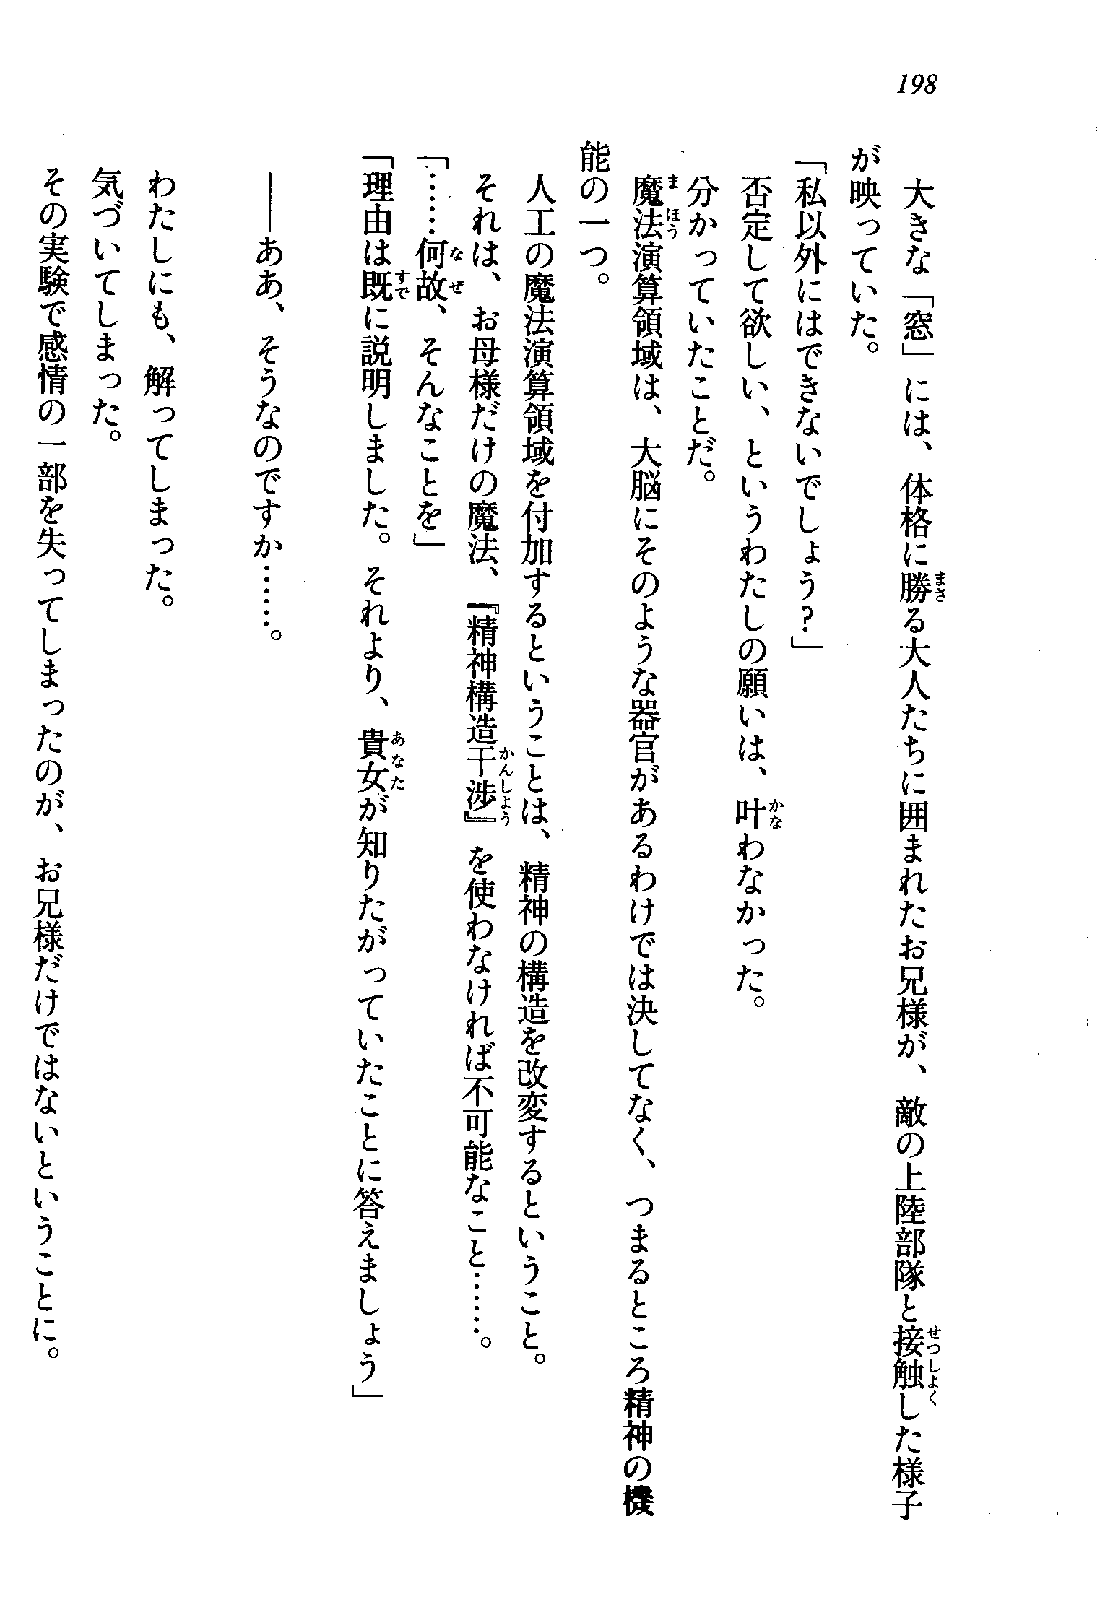 198
大きな「窓」には、体格に勝る大人たちに囲まれたお兄様が、敵の上陸部隊と接触した様子
が映っていた。
「私以外にはできないでしょう?」
否定して欲しい、というわたしの願いは、叶わなかった。
分かっていたことだ。
魔法演算領域は、大脳にそのような器官があるわけでは決してなく、つまるところ精神の機
能の一つ。
人工の魔法演算領域を付加するということは、精神の構造を改変するということ。
それは、お母様だけの魔法、『精神構造干渉』を使わなければ不可能なこと……。
「……何故、そんなことを」
「理由は既に説明しました。それより、貴女が知りたがっていたことに答えましょう」
――ああ、そうなのですか……。
わたしにも、解ってしまった。
気づいてしまった。
その実験で感情の一部を失ってしまったのが、お兄様だけではないということに。